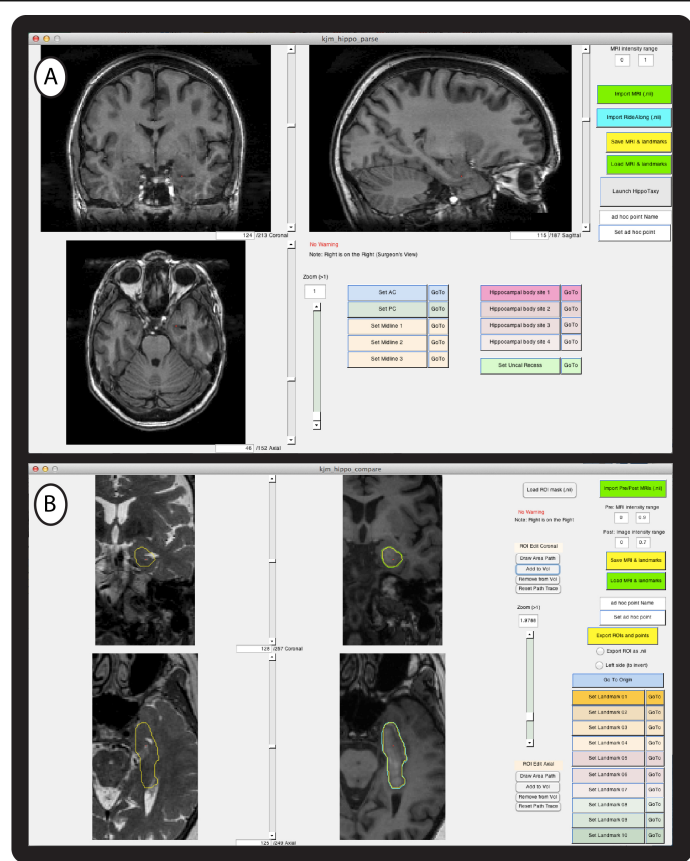 kjm_hippo_parse
A
MRI Intensity range
0 1
Import MRI (.nii)
Import RideAlong (.nii)
Save MRI & landmarks
Load MRI & landmarks
Launch HippoTaxy
ad hoc point Name
Set ad hoc point
124 /213 Coronal
115 /187 Sagittal
No Warning
Note: Right is on the Right (Surgeon's View)
Zoom (>1)
1
Set AC GoTo
Set PC GoTo
Set Midline 1 GoTo
Set Midline 2 GoTo
Set Midline 3 GoTo
Hippocampal body site 1 GoTo
Hippocampal body site 2 GoTo
Hippocampal body site 3 GoTo
Hippocampal body site 4 GoTo
Set Uncal Recess GoTo
46 /152 Axial
kjm_hippo_compare
B
Load ROI mask (.nii)
Import Pre/Post MRIs (.nii)
No Warning
Note: Right is on the Right
Pre: MRI intensity range
0 0.9
Post: Image intensity range
0 0.7
ROI Edit Coronal
Draw Area Path
Add to Vol
Remove from Vol
Reset Path Trace
Save MRI & landmarks
Load MRI & landmarks
Zoom (>1)
1.9766
ad hoc point Name
Set ad hoc point
Export ROIs and points
Export ROI as .nii
Left side (to invert)
128 /257 Coronal
Go To Origin
Set Landmark 01 GoTo
Set Landmark 02 GoTo
Set Landmark 03 GoTo
Set Landmark 04 GoTo
Set Landmark 05 GoTo
Set Landmark 06 GoTo
Set Landmark 07 GoTo
Set Landmark 08 GoTo
Set Landmark 09 GoTo
Set Landmark 10 GoTo
ROI Edit Axial
Draw Area Path
Add to Vol
Remove from Vol
Reset Path Trace
125 /249 Axial